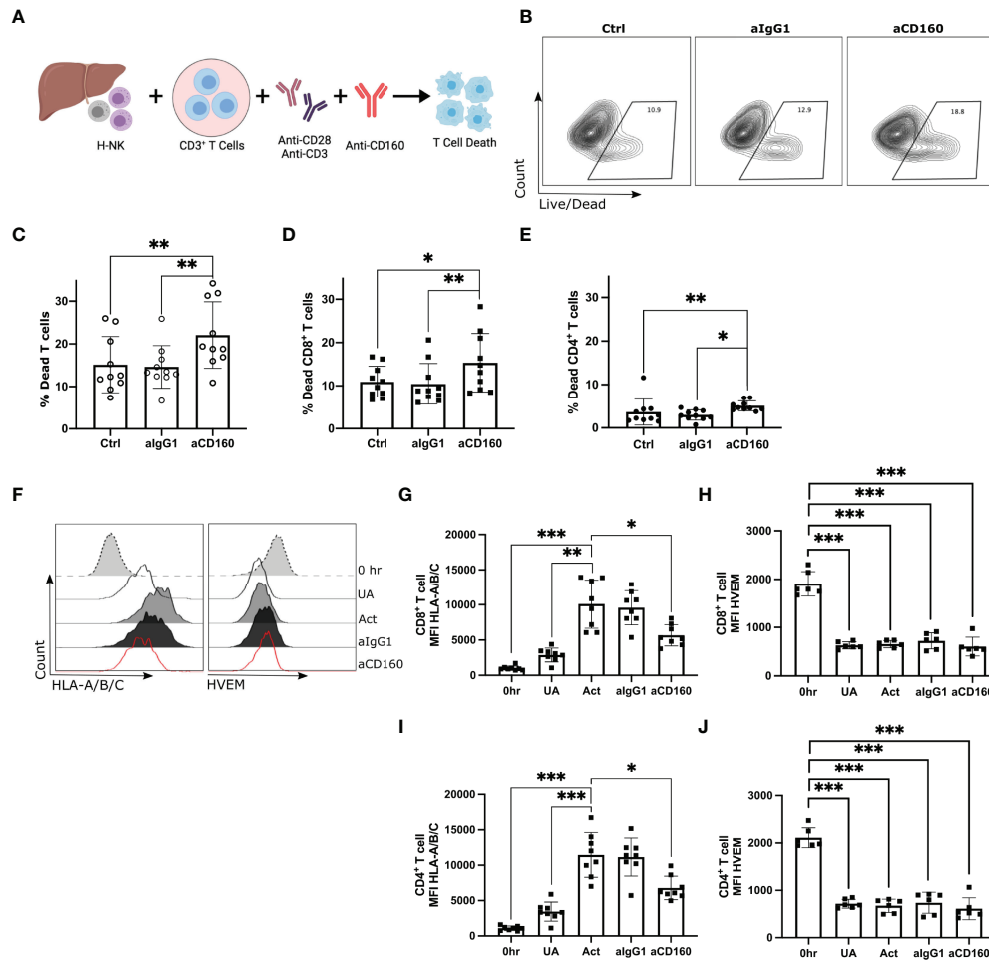 A
H-NK
+
CD3+ T Cells
+
Anti-CD28
Anti-CD3
+
Anti-CD160
T Cell Death
B
Ctrl
aIgG1
aCD160
10.9
12.9
18.8
Count
Live/Dead
C
**
**
% Dead T cells
30
20
10
0
Ctrl
aIgG1
aCD160
D
*
**
% Dead CD8+ T cells
30
20
10
0
Ctrl
aIgG1
aCD160
E
**
*
% Dead CD4+ T cells
30
20
10
0
Ctrl
aIgG1
aCD160
F
0 hr
UA
Act
aIgG1
aCD160
Count
HLA-A/B/C
HVEM
G
***
**
*
CD8+ T cell
MFI HLA-A/B/C
20000
15000
10000
5000
0
0hr
UA
Act
aIgG1
aCD160
H
***
***
***
***
CD8+ T cell
MFI HVEM
3000
2000
1000
0
0hr
UA
Act
aIgG1
aCD160
I
***
***
*
CD4+ T cell
MFI HLA-A/B/C
20000
15000
10000
5000
0
0hr
UA
Act
aIgG1
aCD160
J
***
***
***
***
CD4+ T cell
MFI HVEM
3000
2000
1000
0
0hr
UA
Act
aIgG1
aCD160